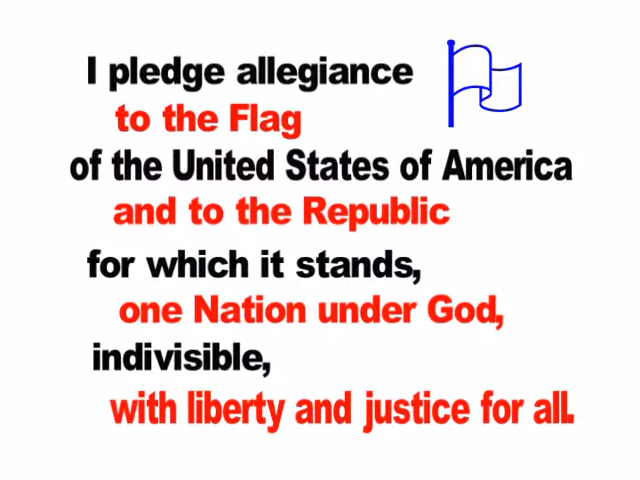 I pledge allegiance
to the Flag
of the United States of America
and to the Republic
for which it stands,
one Nation under God,
indivisible,
with liberty and justice for all.